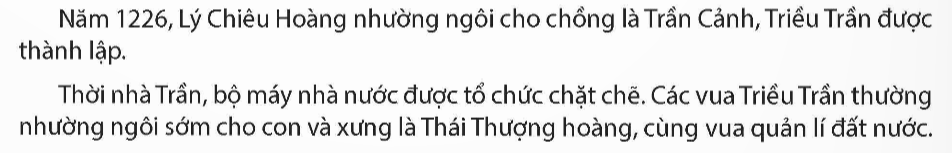 Năm 1226, Lý Chiêu Hoàng nhường ngôi cho chồng là Trần Cảnh, Triều Trần được
thành lập.
Thời nhà Trần, bộ máy nhà nước được tổ chức chặt chẽ. Các vua Triều Trần thường
nhường ngôi sớm cho con và xưng là Thái Thượng hoàng, cùng vua quản lí đất nước.